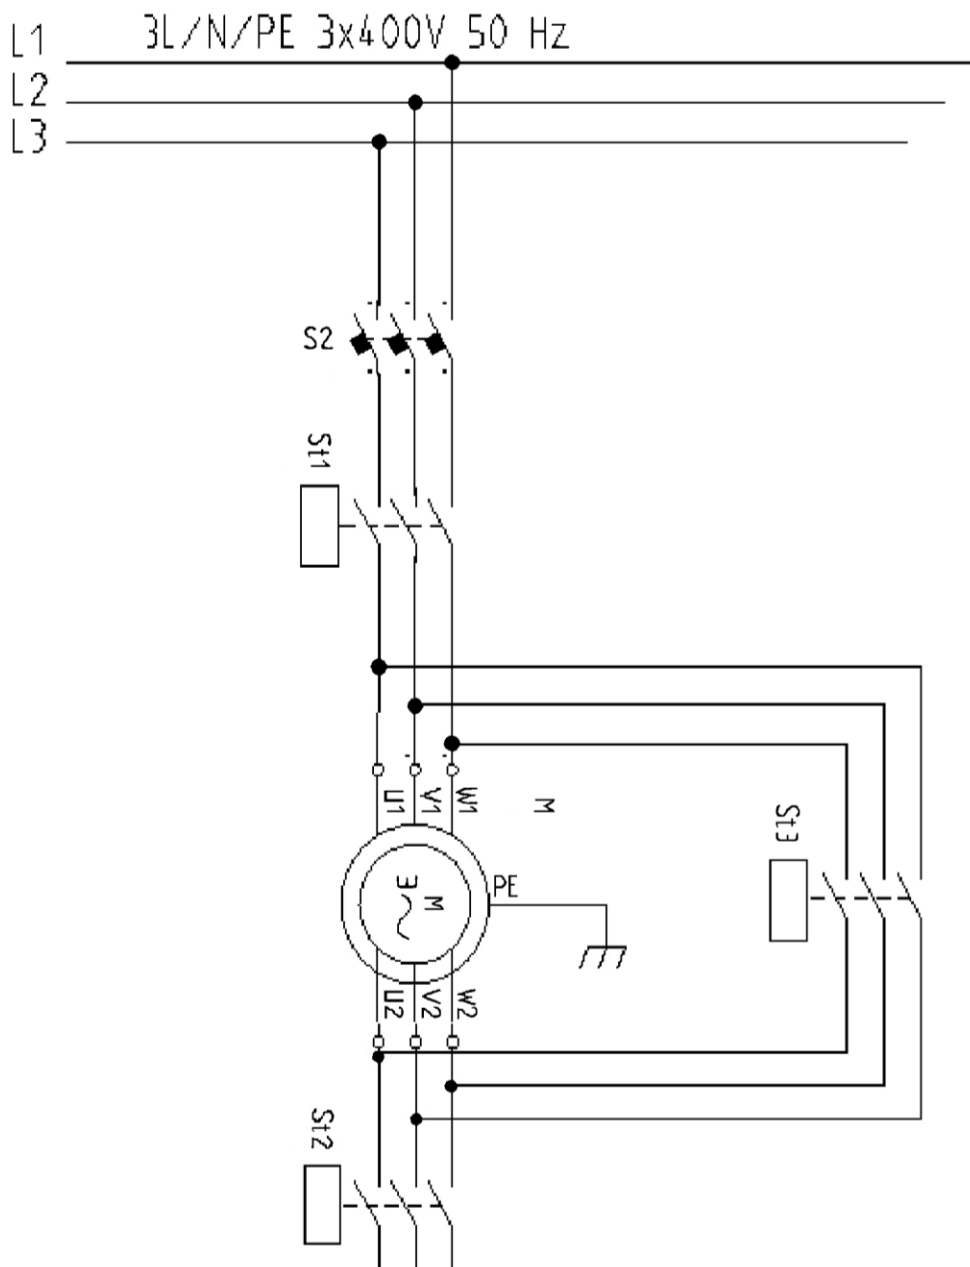 L1 3L/N/PE 3x400V 50 Hz
L2
L3
S2
St1
U1 V1 W1 M
St3
PE
3 M
U2 V2 W2
St2